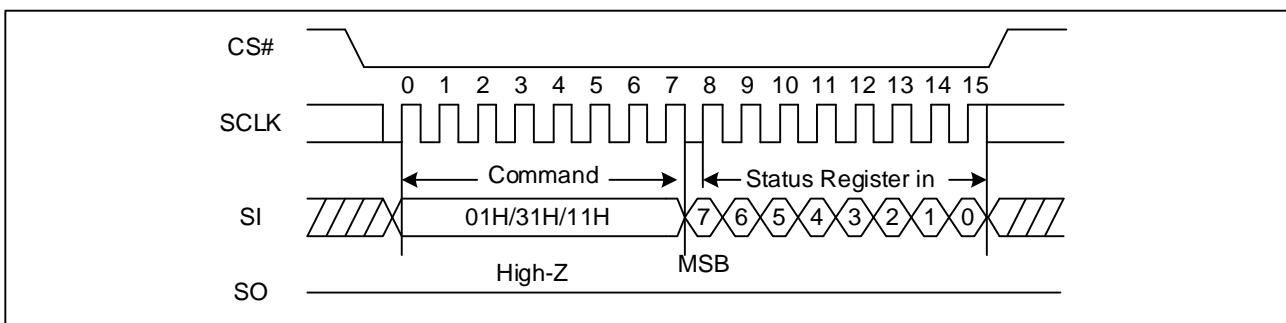 CS#
0 1 2 3 4 5 6 7 8 9 10 11 12 13 14 15
SCLK
Command Status Register in
SI 01H/31H/11H 7 6 5 4 3 2 1 0
High-Z MSB
SO